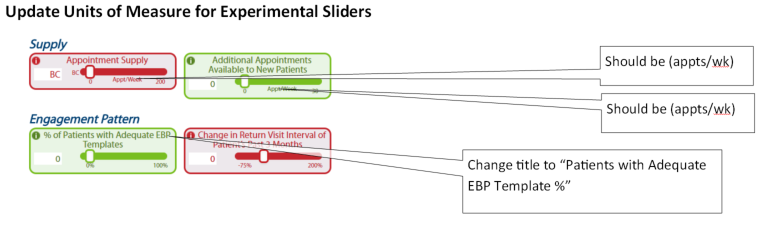 Update Units of Measure for Experimental Sliders
Supply
Appointment Supply
BC
BC
0
Appt/Week
200
Additional Appointments
Available to New Patients
0
0
Appt/Week
30
Should be (appts/wk)
Should be (appts/wk)
Engagement Pattern
% of Patients with Adequate EBP
Templates
0
0%
100%
Change in Return Visit Interval of
Patients Past 3 Months
0
-75%
200%
Change title to “Patients with Adequate
EBP Template %”